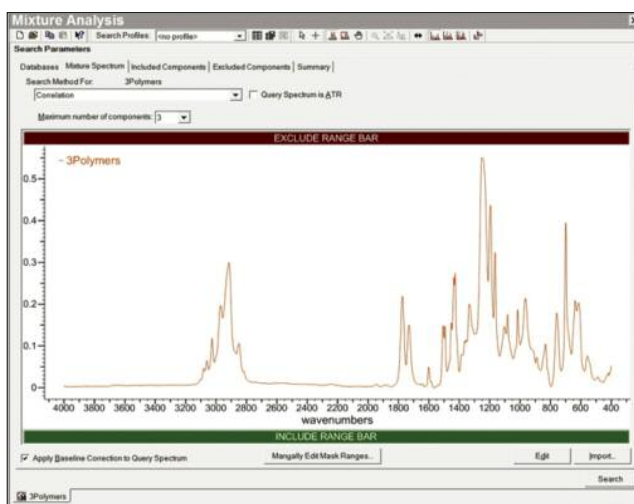 Mixture Analysis
Search Profiles: <no profile>
Search Parameters
Databases Mixture Spectrum Included Components Excluded Components Summary
Search Method For: 3Polymers
Correlation Query Spectrum is ATR
Maximum number of components: 3
EXCLUDE RANGE BAR
- 3Polymers
0.5
0.4
0.3
0.2
0.1
0
4000 3800 3600 3400 3200 3000 2800 2600 2400 2200 2000 1800 1600 1400 1200 1000 800 600 400
wavenumbers
INCLUDE RANGE BAR
Apply Baseline Correction to Query Spectrum Manually Edit Mask Ranges... Edit Import..
Search
3Polymers